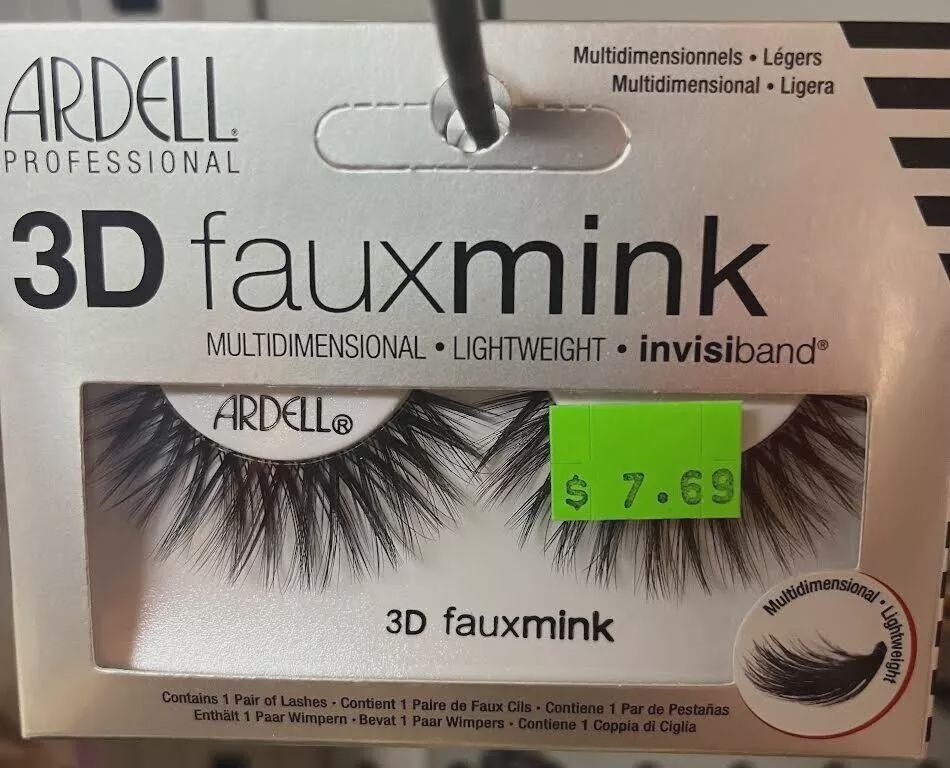 ARDELL®
PROFESSIONAL
Multidimensionnels • Légers
Multidimensional • Ligera
3D fauxmink
MULTIDIMENSIONAL • LIGHTWEIGHT • invisiband®
ARDELL®
$ 7.69
3D fauxmink
Multidimensional • Lightweight
Contains 1 Pair of Lashes • Contient 1 Paire de Faux Cils • Contiene 1 Par de Pestañas
Enthält 1 Paar Wimpern • Bevat 1 Paar Wimpers • Contiene 1 Coppia di Ciglia